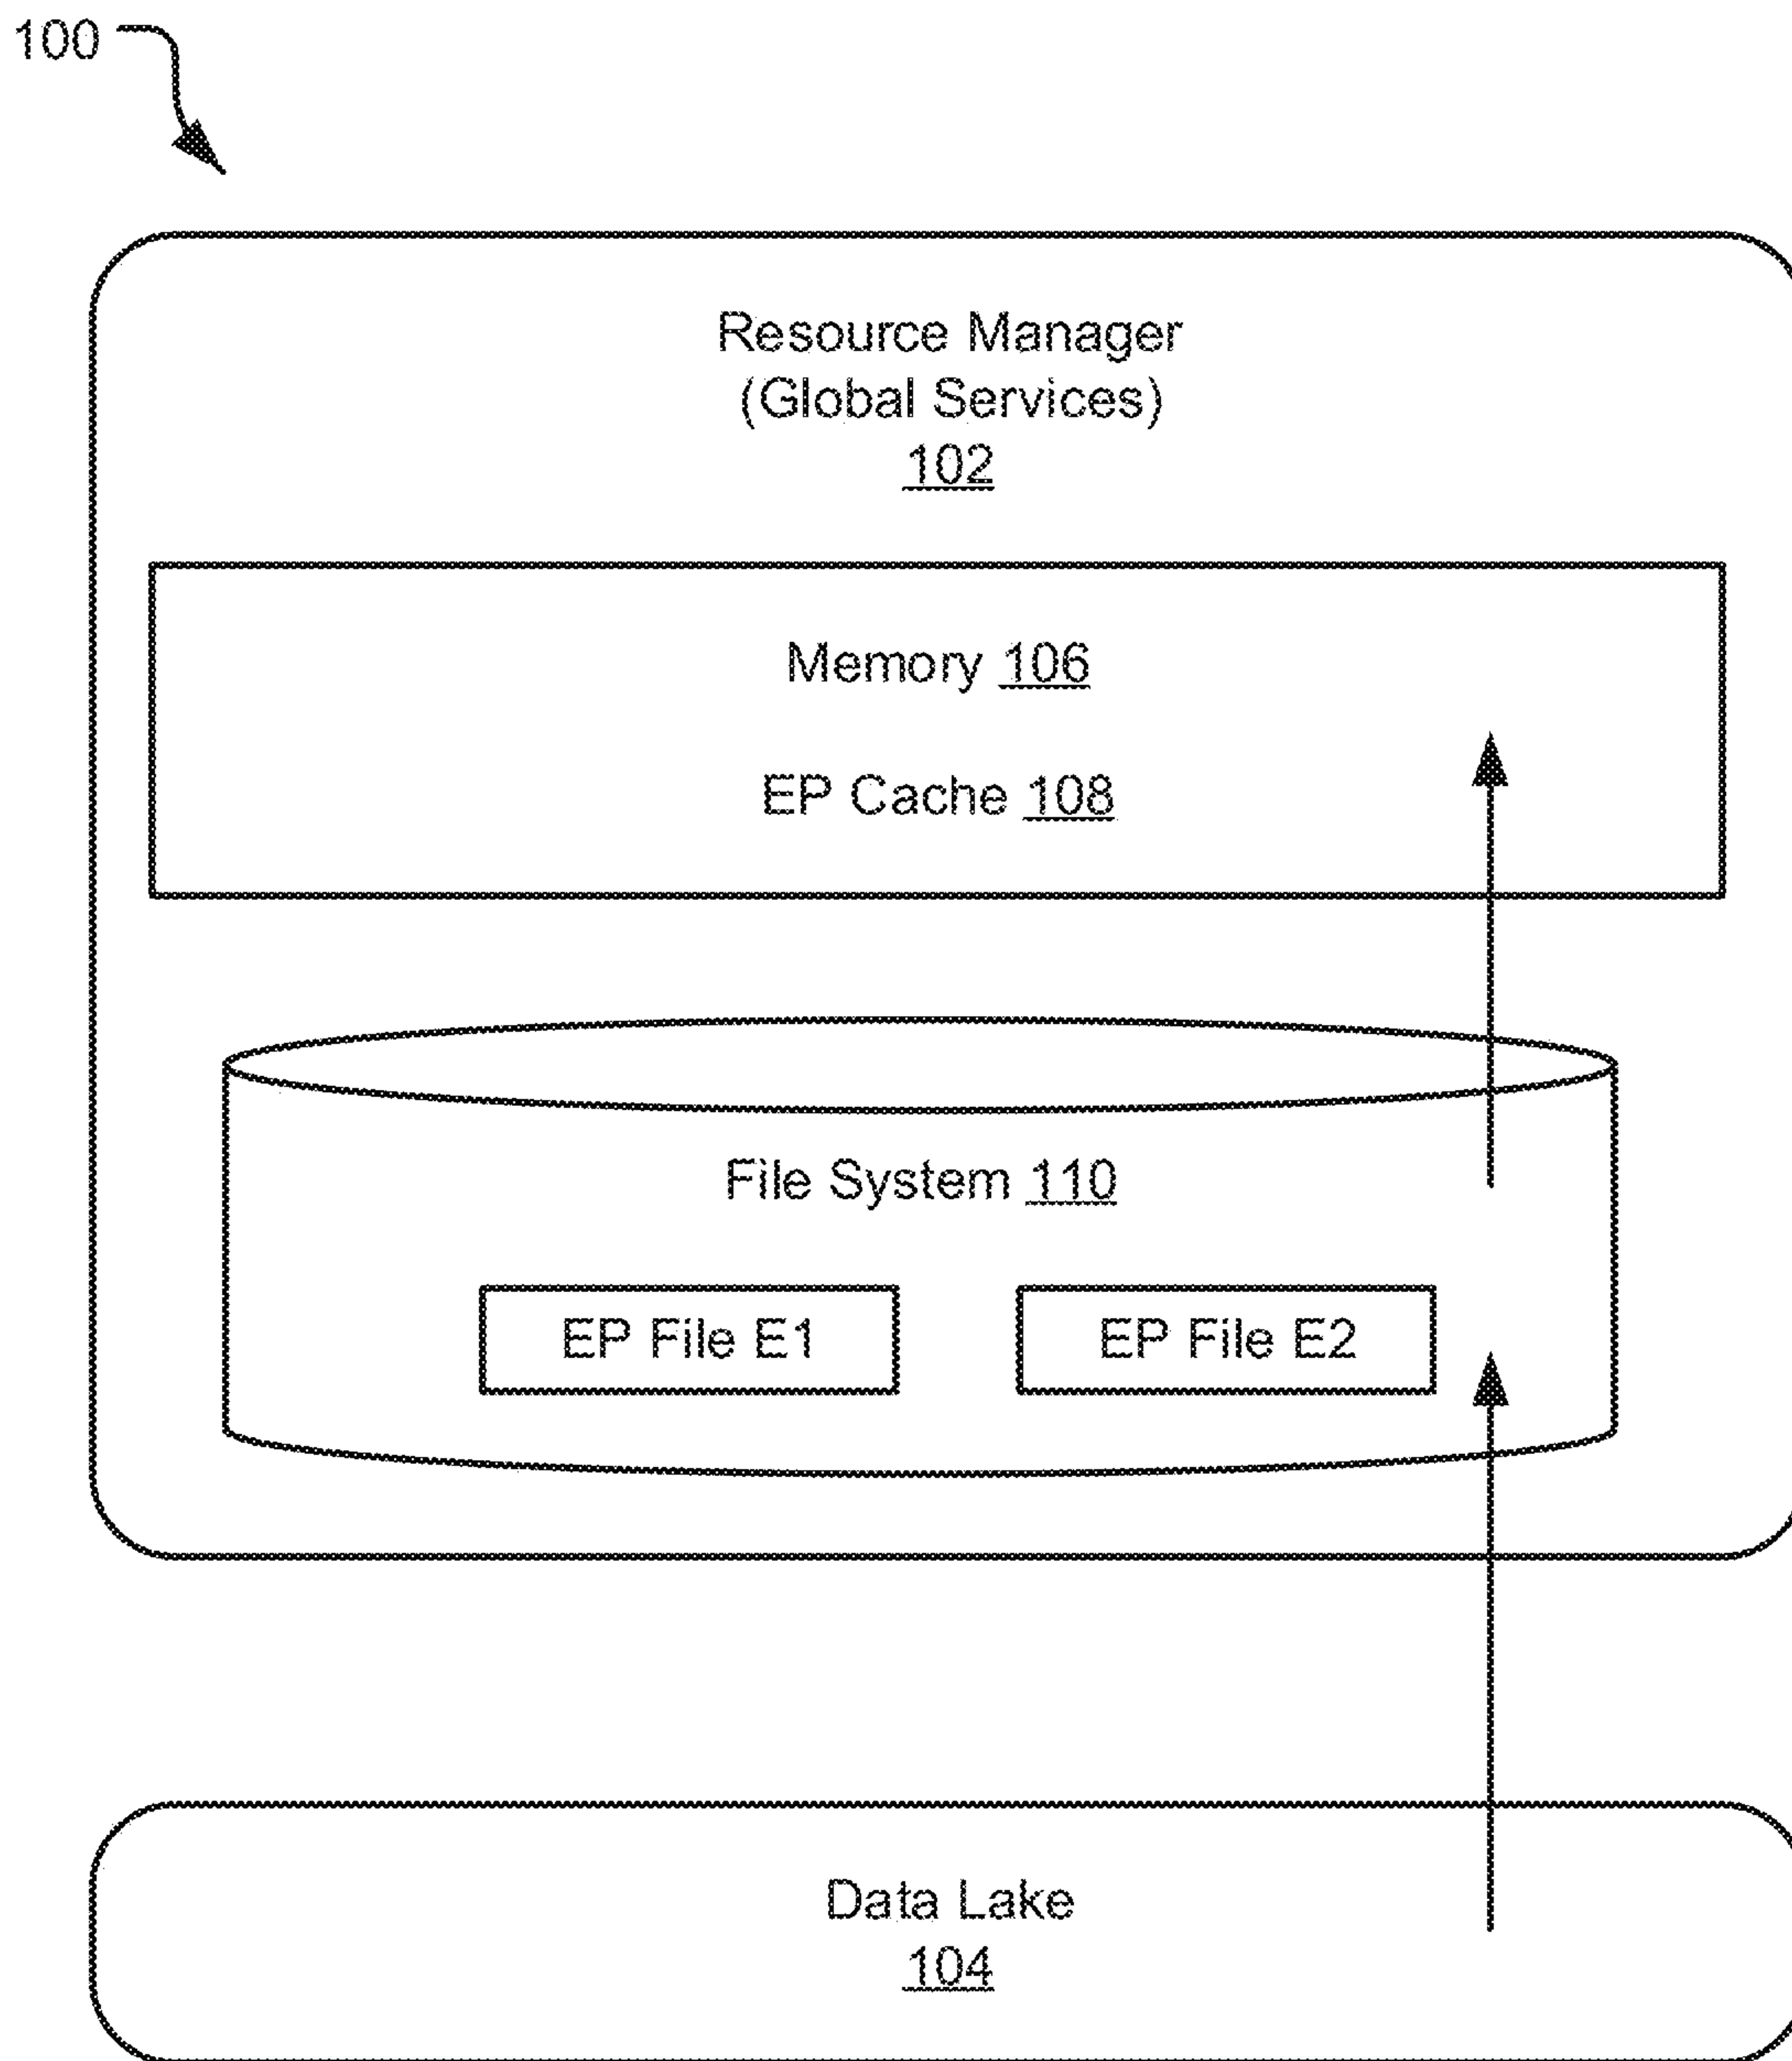 100
Resource Manager
(Global Services)
102
Memory 106
EP Cache 108
File System 110
EP File E1
EP File E2
Data Lake
104